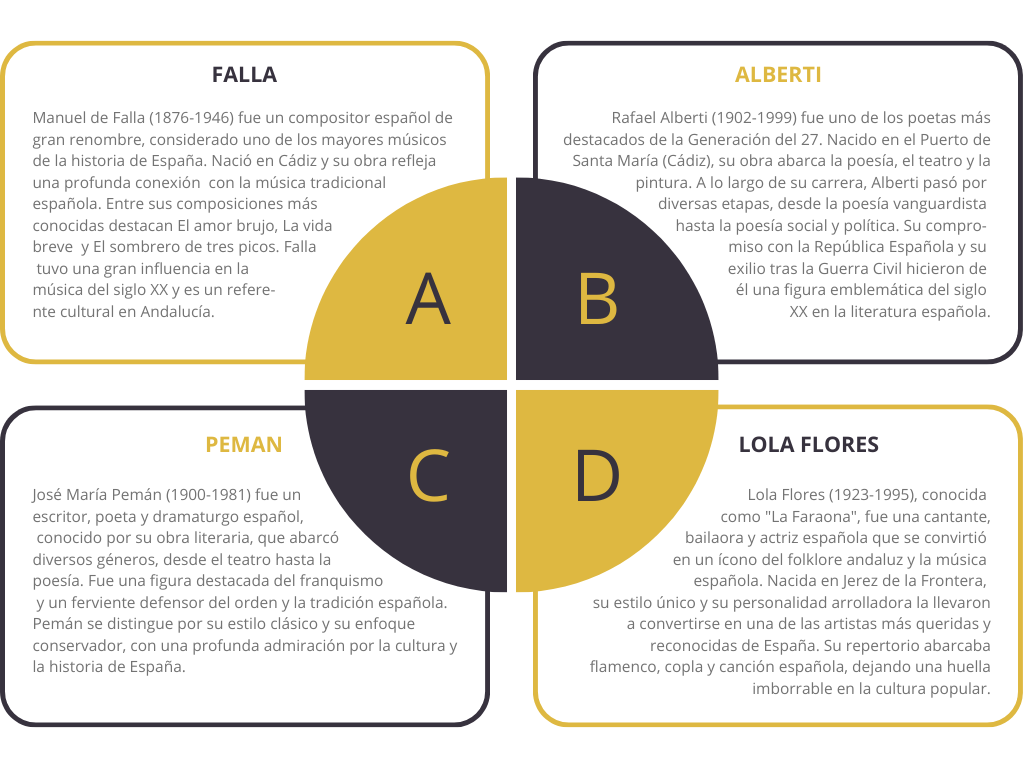 FALLA
Manuel de Falla (1876-1946) fue un compositor español de
gran renombre, considerado uno de los mayores músicos
de la historia de España. Nació en Cádiz y su obra refleja
una profunda conexión  con la música tradicional
española. Entre sus composiciones más
conocidas destacan El amor brujo, La vida
breve  y El sombrero de tres picos. Falla
tuvo una gran influencia en la
música del siglo XX y es un refere-
nte cultural en Andalucía.
A
ALBERTI
Rafael Alberti (1902-1999) fue uno de los poetas más
destacados de la Generación del 27. Nacido en el Puerto de
Santa María (Cádiz), su obra abarca la poesía, el teatro y la
pintura. A lo largo de su carrera, Alberti pasó por
diversas etapas, desde la poesía vanguardista
hasta la poesía social y política. Su compro-
miso con la República Española y su
exilio tras la Guerra Civil hicieron de
él una figura emblemática del siglo
XX en la literatura española.
B
PEMAN
José María Pemán (1900-1981) fue un
escritor, poeta y dramaturgo español,
conocido por su obra literaria, que abarcó
diversos géneros, desde el teatro hasta la
poesía. Fue una figura destacada del franquismo
y un ferviente defensor del orden y la tradición española.
Pemán se distingue por su estilo clásico y su enfoque
conservador, con una profunda admiración por la cultura y
la historia de España.
C
LOLA FLORES
Lola Flores (1923-1995), conocida
como "La Faraona", fue una cantante,
bailaora y actriz española que se convirtió
en un ícono del folklore andaluz y la música
española. Nacida en Jerez de la Frontera,
su estilo único y su personalidad arrolladora la llevaron
a convertirse en una de las artistas más queridas y
reconocidas de España. Su repertorio abarcaba
flamenco, copla y canción española, dejando una huella
imborrable en la cultura popular.
D